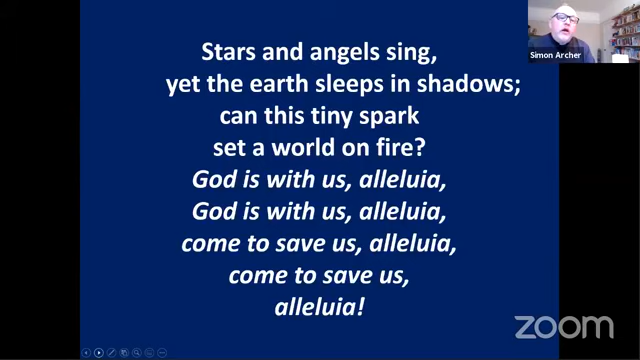 Stars and angels sing,
yet the earth sleeps in shadows;
can this tiny spark
set a world on fire?
God is with us, alleluia,
God is with us, alleluia,
come to save us, alleluia,
come to save us,
alleluia!
Simon Archer
zoom